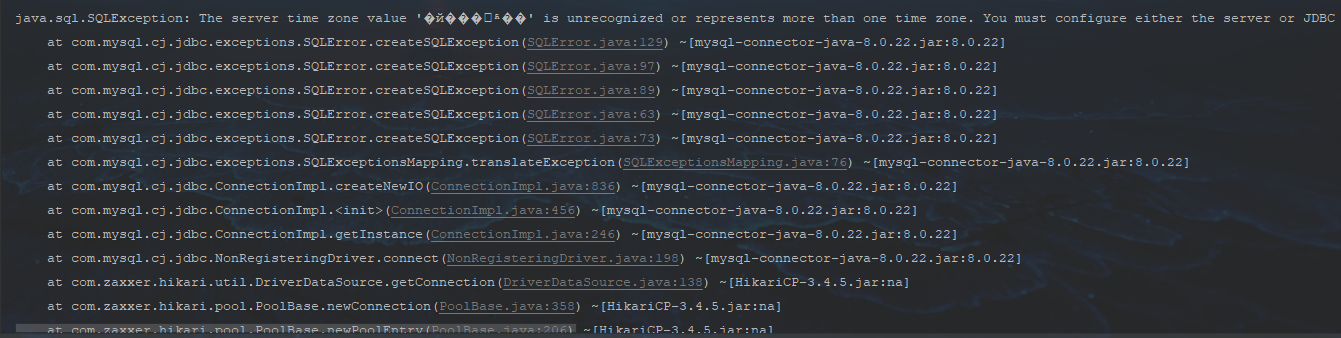 java.sql.SQLException: The server time zone value '�й���׼ʱ��' is unrecognized or represents more than one time zone. You must configure either the server or JDBC
at com.mysql.cj.jdbc.exceptions.SQLError.createSQLException(SQLError.java:129) ~[mysql-connector-java-8.0.22.jar:8.0.22]
at com.mysql.cj.jdbc.exceptions.SQLError.createSQLException(SQLError.java:97) ~[mysql-connector-java-8.0.22.jar:8.0.22]
at com.mysql.cj.jdbc.exceptions.SQLError.createSQLException(SQLError.java:89) ~[mysql-connector-java-8.0.22.jar:8.0.22]
at com.mysql.cj.jdbc.exceptions.SQLError.createSQLException(SQLError.java:63) ~[mysql-connector-java-8.0.22.jar:8.0.22]
at com.mysql.cj.jdbc.exceptions.SQLError.createSQLException(SQLError.java:73) ~[mysql-connector-java-8.0.22.jar:8.0.22]
at com.mysql.cj.jdbc.exceptions.SQLExceptionsMapping.translateException(SQLExceptionsMapping.java:76) ~[mysql-connector-java-8.0.22.jar:8.0.22]
at com.mysql.cj.jdbc.ConnectionImpl.createNewIO(ConnectionImpl.java:836) ~[mysql-connector-java-8.0.22.jar:8.0.22]
at com.mysql.cj.jdbc.ConnectionImpl.<init>(ConnectionImpl.java:456) ~[mysql-connector-java-8.0.22.jar:8.0.22]
at com.mysql.cj.jdbc.ConnectionImpl.getInstance(ConnectionImpl.java:246) ~[mysql-connector-java-8.0.22.jar:8.0.22]
at com.mysql.cj.jdbc.NonRegisteringDriver.connect(NonRegisteringDriver.java:198) ~[mysql-connector-java-8.0.22.jar:8.0.22]
at com.zaxxer.hikari.util.DriverDataSource.getConnection(DriverDataSource.java:138) ~[HikariCP-3.4.5.jar:na]
at com.zaxxer.hikari.pool.PoolBase.newConnection(PoolBase.java:358) ~[HikariCP-3.4.5.jar:na]
at com.zaxxer.hikari.pool.PoolBase.newPoolEntry(PoolBase.java:206) ~[HikariCP-3.4.5.jar:na]